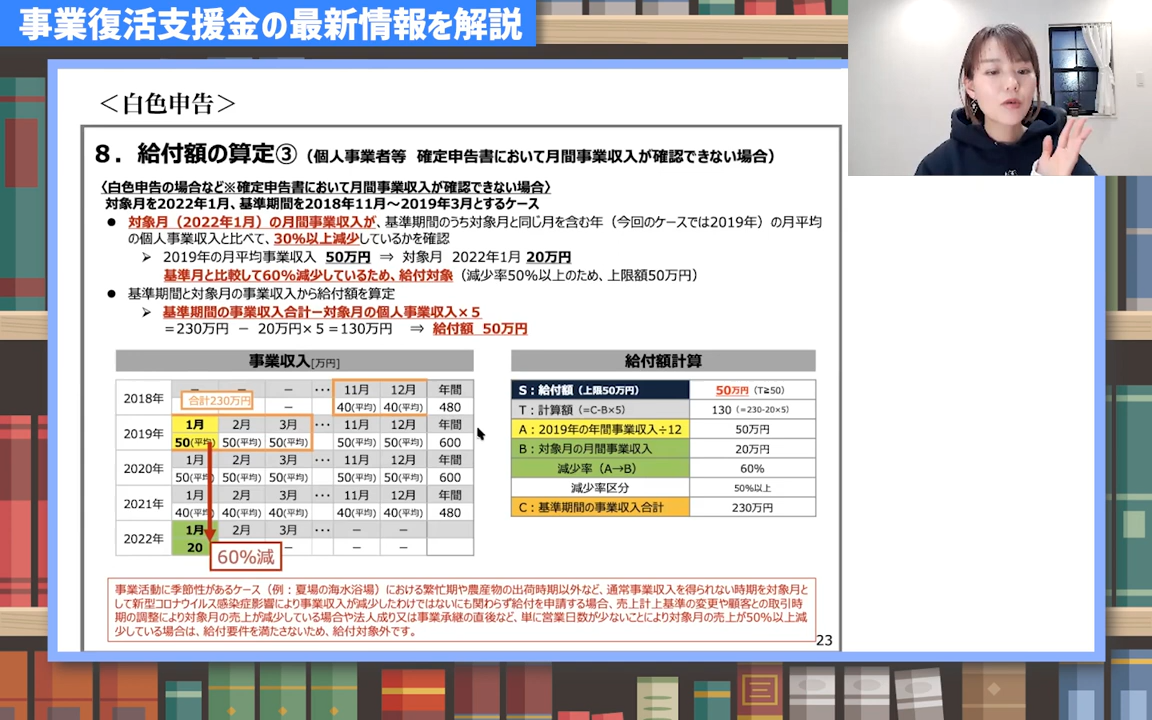 事業復活支援金の最新情報を解説
＜白色申告＞
８．給付額の算定③（個人事業者等　確定申告書において月間事業収入が確認できない場合）
〈白色申告の場合など※確定申告書において月間事業収入が確認できない場合〉
対象月を2022年1月、基準期間を2018年11月～2019年3月とするケース
● 対象月（2022年1月）の月間事業収入が、基準期間のうち対象月と同じ月を含む年（今回のケースでは2019年）の月平均
の個人事業収入と比べて、30%以上減少しているかを確認
➢ 2019年の月平均事業収入　50万円　⇒　対象月　2022年1月 20万円
基準月と比較して60%減少しているため、給付対象（減少率50%以上のため、上限額50万円）
● 基準期間と対象月の事業収入から給付額を算定
➢ 基準期間の事業収入合計－対象月の個人事業収入×５
＝230万円　－　20万円×５＝130万円　⇒　給付額　50万円
事業収入[万円]
2018年 － － － … 11月 12月 年間
合計230万円 － 40(平均) 40(平均) 480
2019年 1月 2月 3月 … 11月 12月 年間
50(平均) 50(平均) 50(平均) 50(平均) 50(平均) 600
2020年 1月 2月 3月 … 11月 12月 年間
50(平均) 50(平均) 50(平均) 50(平均) 50(平均) 600
2021年 1月 2月 3月 … 11月 12月 年間
40(平均) 40(平均) 40(平均) 40(平均) 40(平均) 480
2022年 1月 2月 3月 … － －
20 － － －
60%減
給付額計算
S：給付額（上限50万円） 50万円（T≧50）
T：計算額（=C-B×5） 130（=230-20×5）
A：2019年の年間事業収入÷12 50万円
B：対象月の月間事業収入 20万円
減少率（A→B） 60%
減少率区分 50%以上
C：基準期間の事業収入合計 230万円
事業活動に季節性があるケース（例：夏場の海水浴場）における繁忙期や農産物の出荷時期以外など、通常事業収入を得られない時期を対象月と
して新型コロナウイルス感染症影響により事業収入が減少したわけではないにも関わらず給付を申請する場合、売上計上基準の変更や顧客との取引時
期の調整により対象月の売上が減少している場合や法人成り又は事業承継の直後など、単に営業日数が少ないことにより対象月の売上が50%以上減
少している場合は、給付要件を満たさないため、給付対象外です。
23